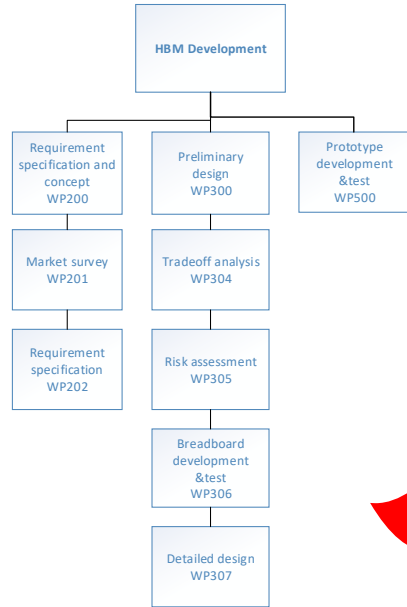 HBM Development
Requirement
specification and
concept
WP200
Preliminary
design
WP300
Prototype
development
&test
WP500
Market survey
WP201
Tradeoff analysis
WP304
Requirement
specification
WP202
Risk assessment
WP305
Breadboard
development
&test
WP306
Detailed design
WP307